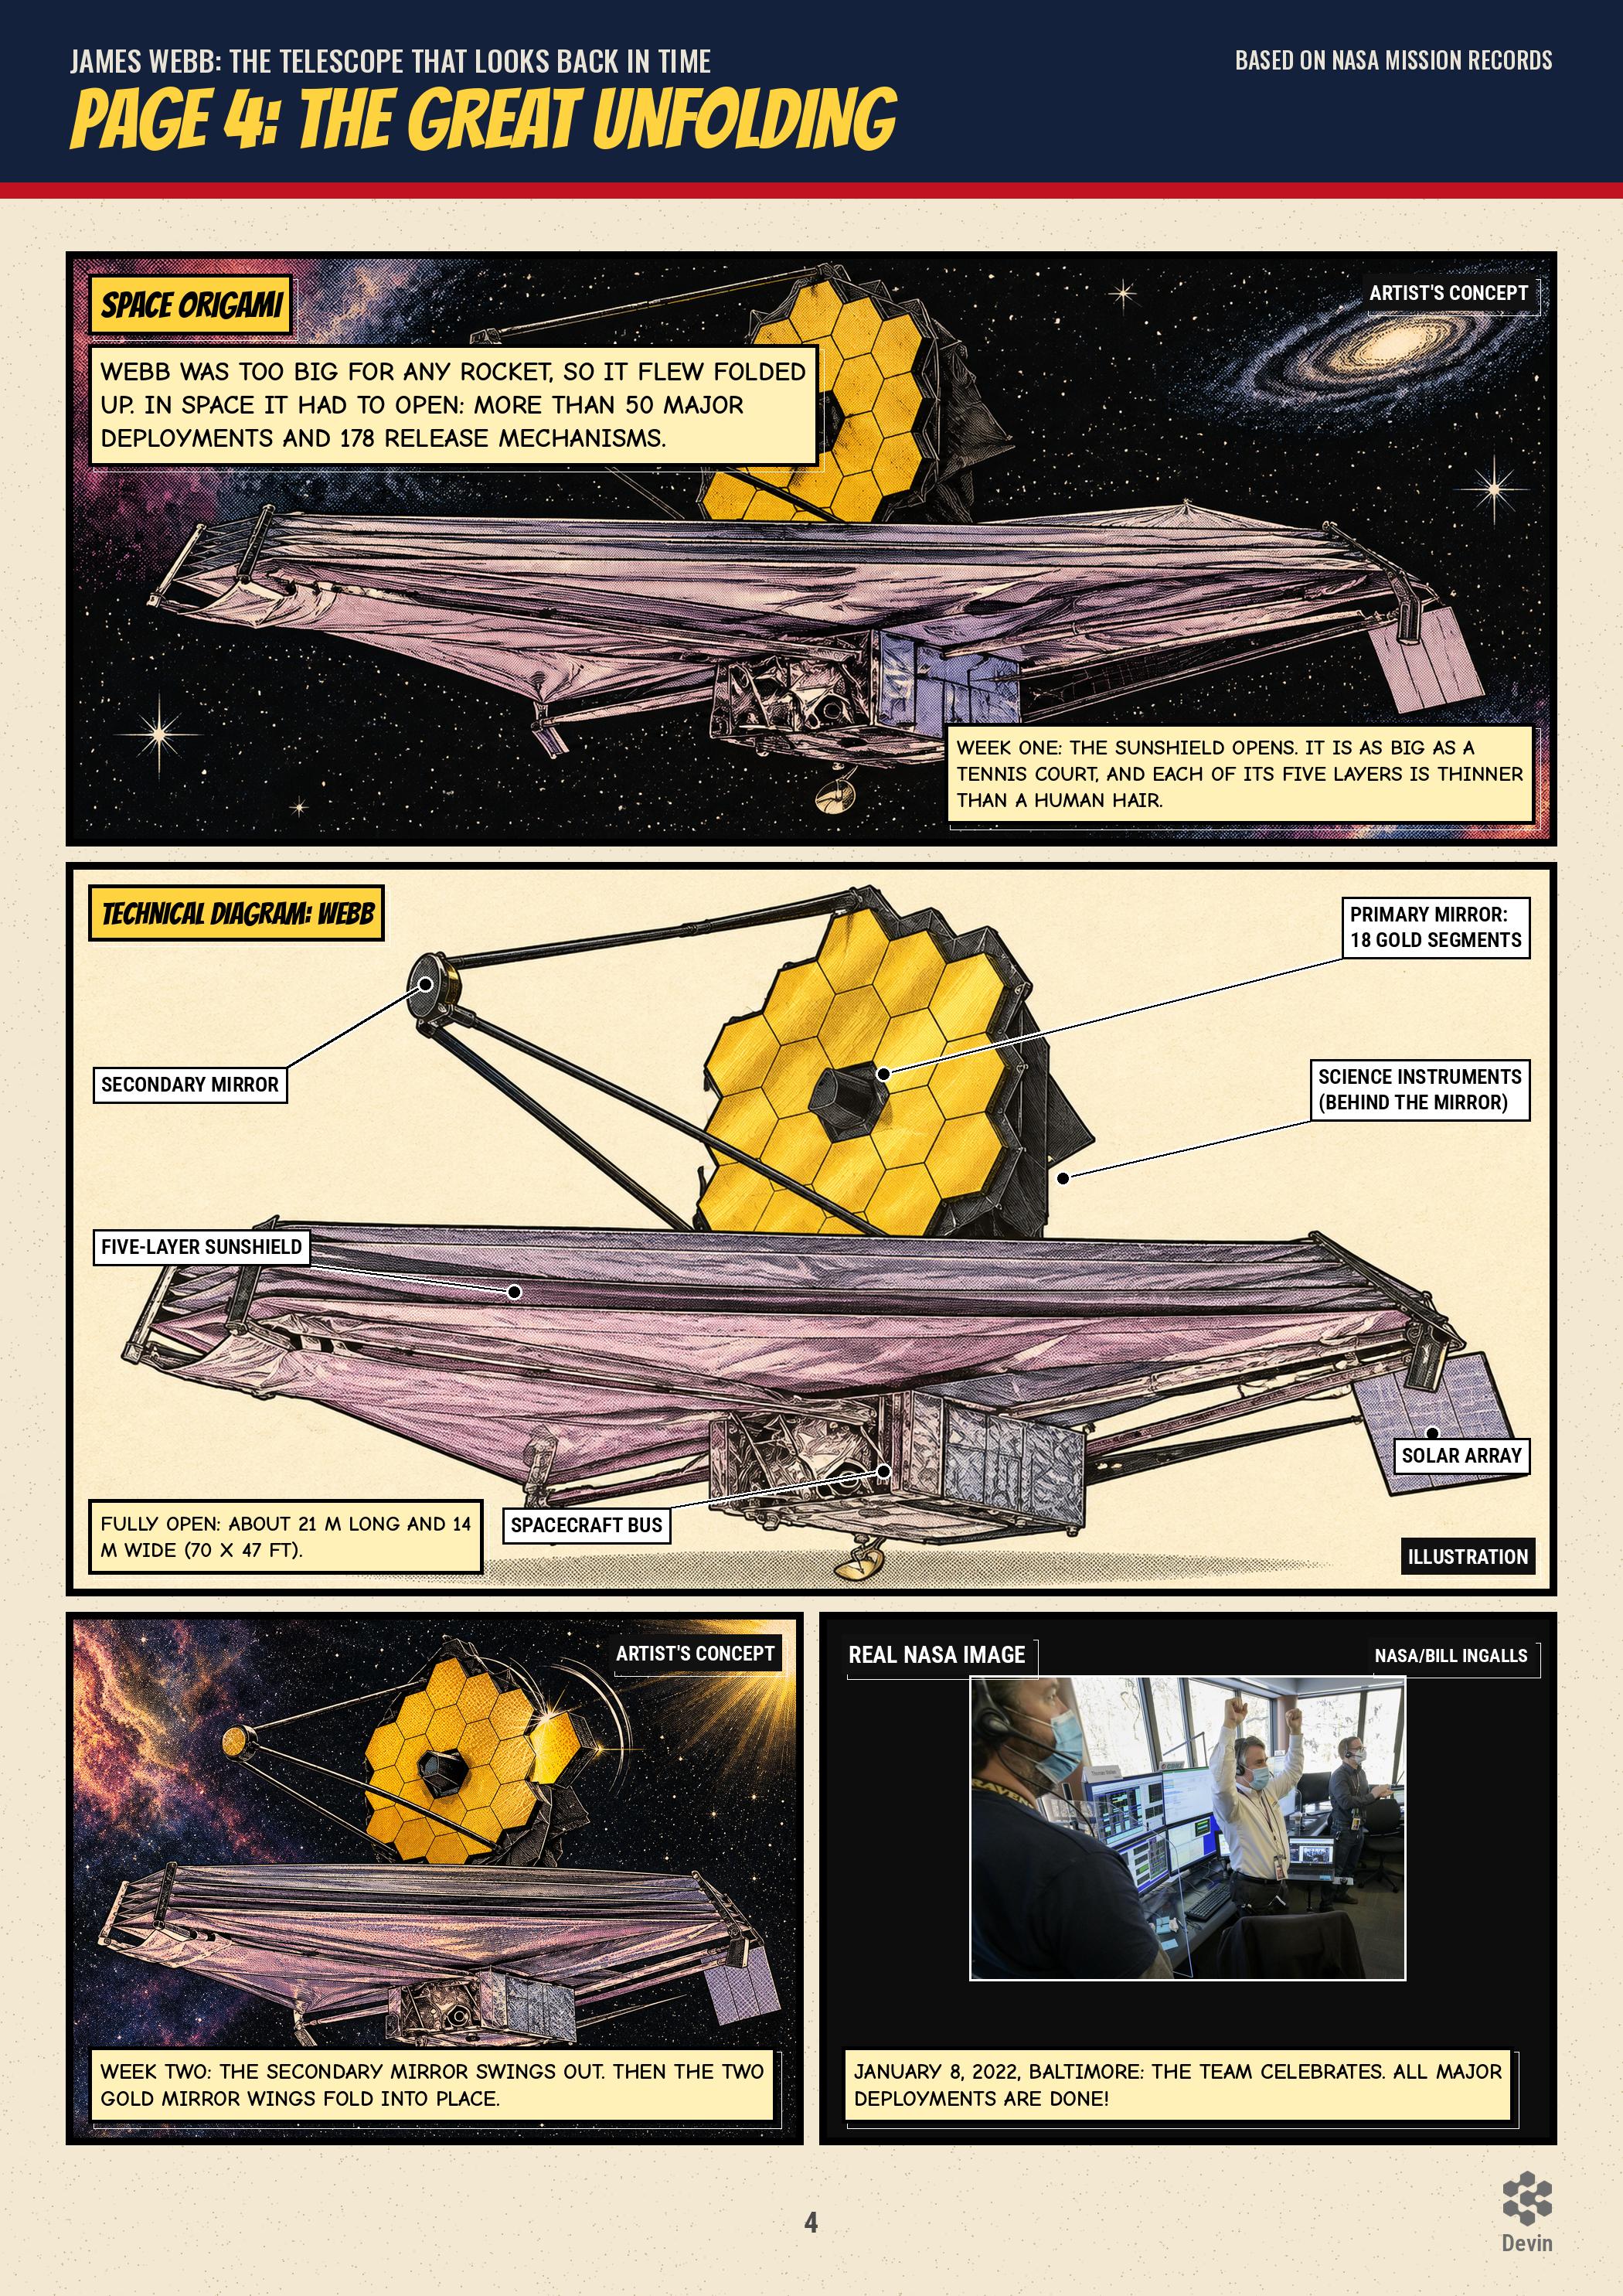 JAMES WEBB: THE TELESCOPE THAT LOOKS BACK IN TIME
BASED ON NASA MISSION RECORDS
PAGE 4: THE GREAT UNFOLDING
SPACE ORIGAMI
ARTIST'S CONCEPT
WEBB WAS TOO BIG FOR ANY ROCKET, SO IT FLEW FOLDED
UP. IN SPACE IT HAD TO OPEN: MORE THAN 50 MAJOR
DEPLOYMENTS AND 178 RELEASE MECHANISMS.
WEEK ONE: THE SUNSHIELD OPENS. IT IS AS BIG AS A
TENNIS COURT, AND EACH OF ITS FIVE LAYERS IS THINNER
THAN A HUMAN HAIR.
TECHNICAL DIAGRAM: WEBB
PRIMARY MIRROR:
18 GOLD SEGMENTS
SECONDARY MIRROR
SCIENCE INSTRUMENTS
(BEHIND THE MIRROR)
FIVE-LAYER SUNSHIELD
SOLAR ARRAY
SPACECRAFT BUS
FULLY OPEN: ABOUT 21 M LONG AND 14
M WIDE (70 X 47 FT).
ILLUSTRATION
ARTIST'S CONCEPT
WEEK TWO: THE SECONDARY MIRROR SWINGS OUT. THEN THE TWO
GOLD MIRROR WINGS FOLD INTO PLACE.
REAL NASA IMAGE
NASA/BILL INGALLS
JANUARY 8, 2022, BALTIMORE: THE TEAM CELEBRATES. ALL MAJOR
DEPLOYMENTS ARE DONE!
4
Devin